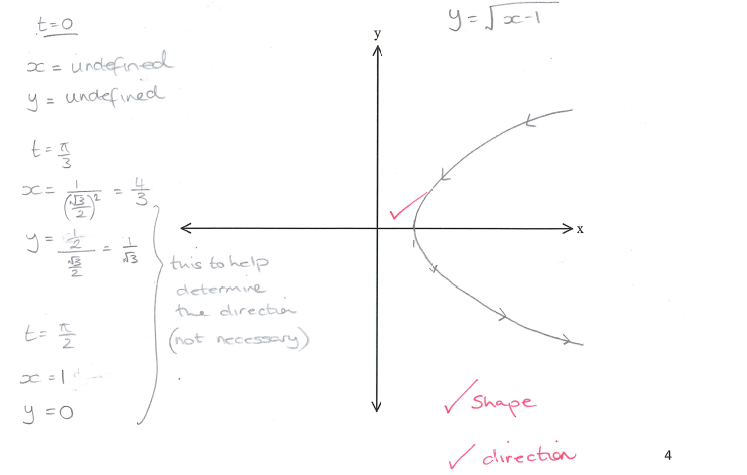 t=0
x = undefined
y = undefined
t = π/3
x = 1/(√3/2)² = 4/3
y = (1/2)/(√3/2) = 1/√3
this to help
determine
the direction
(not necessary)
t = π/2
x = 1
y = 0
y = √(x-1)
y
x
1
✓
✓ Shape
✓ direction
4